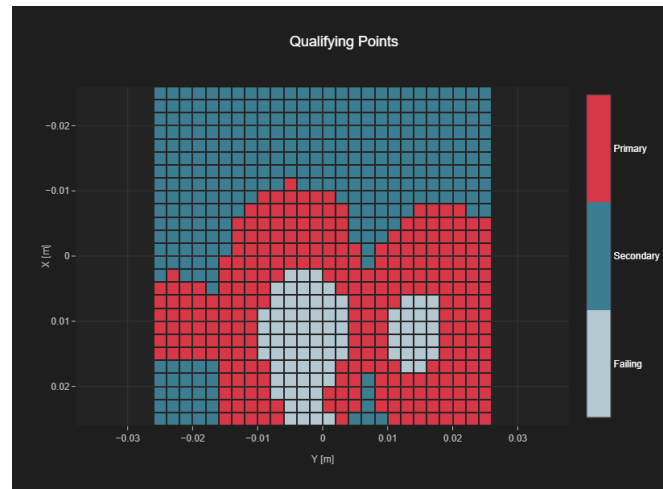 Qualifying Points
−0.02
−0.01
0
0.01
0.02
X [m]
−0.03
−0.02
−0.01
0
0.01
0.02
0.03
Y [m]
Primary
Secondary
Failing